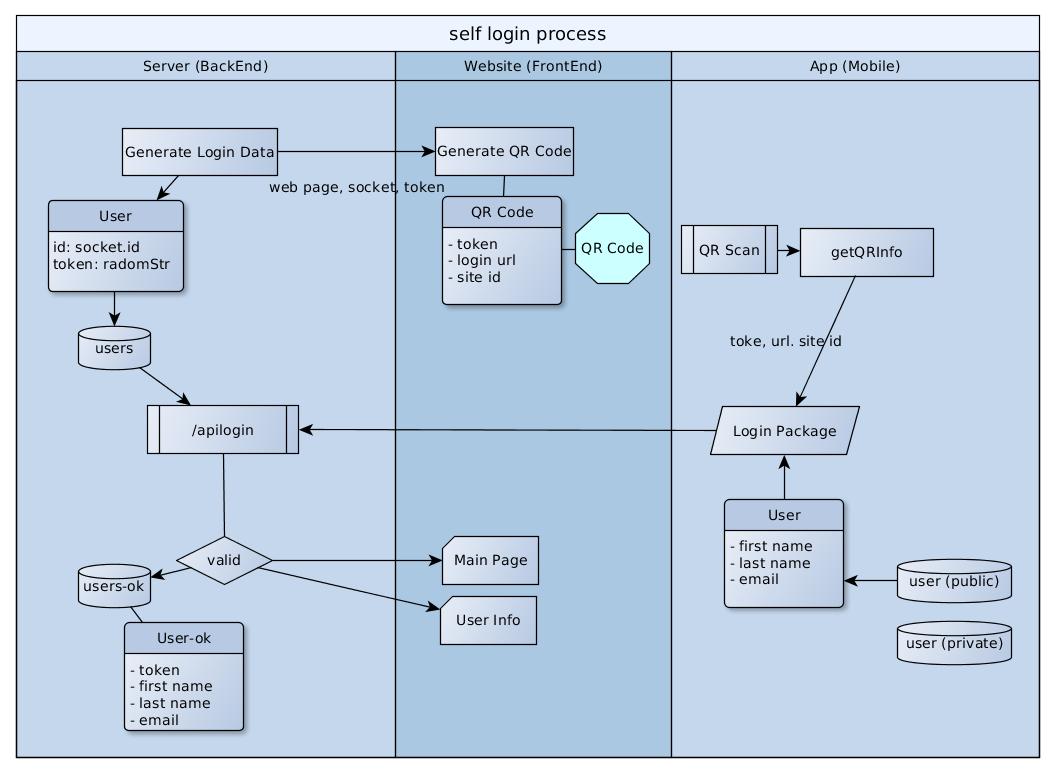 self login process
Server (BackEnd)
Website (FrontEnd)
App (Mobile)
Generate Login Data
web page, socket, token
User
id: socket.id
token: radomStr
users
/apilogin
valid
users-ok
User-ok
- token
- first name
- last name
- email
Generate QR Code
QR Code
- token
- login url
- site id
QR Code
Main Page
User Info
QR Scan
getQRInfo
toke, url. site id
Login Package
User
- first name
- last name
- email
user (public)
user (private)